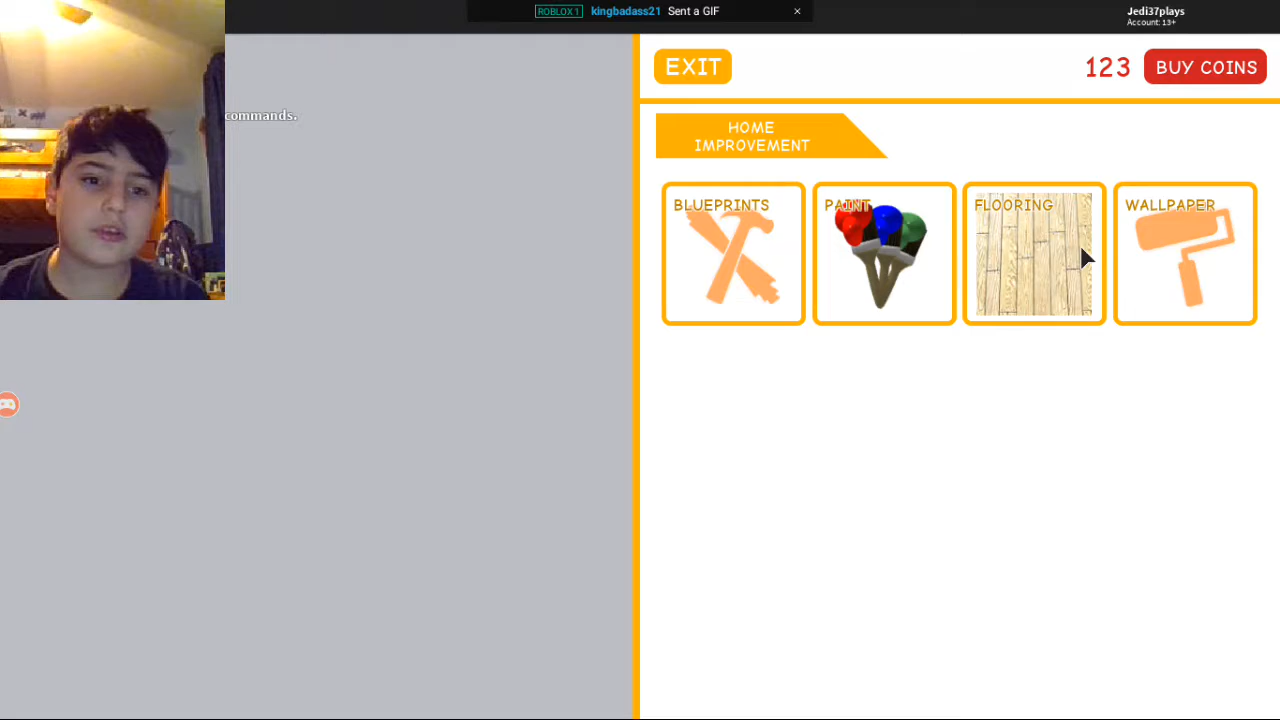 ROBLOX 1 kingbadass21 Sent a GIF ×
Jedi37plays
Account: 13+
EXIT
123
BUY COINS
commands.
HOME
IMPROVEMENT
BLUEPRINTS
PAINT
FLOORING
WALLPAPER